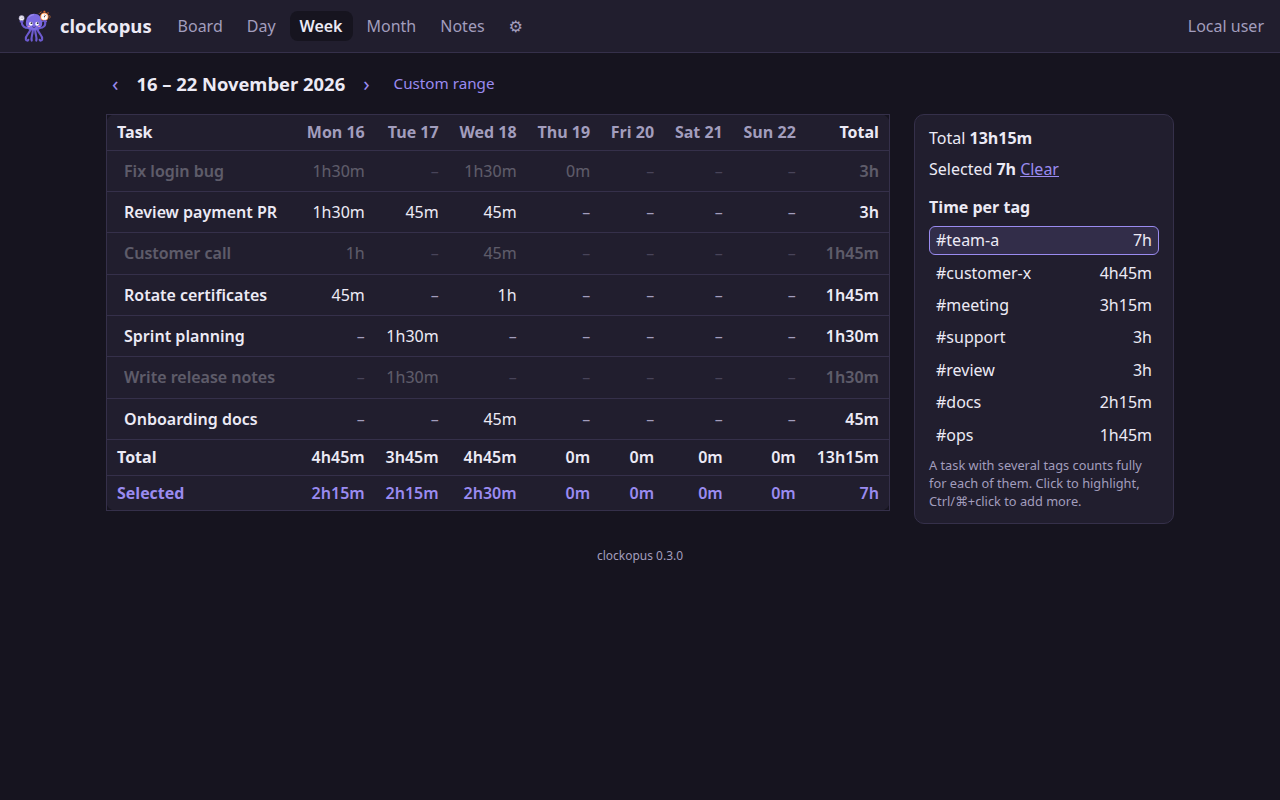 clockopus Board Day Week Month Notes ⚙ Local user
‹ 16 – 22 November 2026 › Custom range
Task Mon 16 Tue 17 Wed 18 Thu 19 Fri 20 Sat 21 Sun 22 Total
Fix login bug 1h30m – 1h30m 0m – – – 3h
Review payment PR 1h30m 45m 45m – – – – 3h
Customer call 1h – 45m – – – – 1h45m
Rotate certificates 45m – 1h – – – – 1h45m
Sprint planning – 1h30m – – – – – 1h30m
Write release notes – 1h30m – – – – – 1h30m
Onboarding docs – – 45m – – – – 45m
Total 4h45m 3h45m 4h45m 0m 0m 0m 0m 13h15m
Selected 2h15m 2h15m 2h30m 0m 0m 0m 0m 7h
Total 13h15m
Selected 7h Clear
Time per tag
#team-a 7h
#customer-x 4h45m
#meeting 3h15m
#support 3h
#review 3h
#docs 2h15m
#ops 1h45m
A task with several tags counts fully
for each of them. Click to highlight,
Ctrl/⌘+click to add more.
clockopus 0.3.0